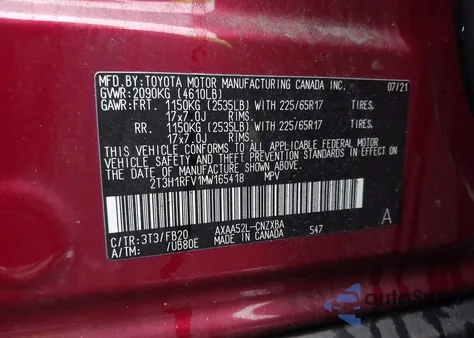 MFD.BY:TOYOTA MOTOR MANUFACTURING CANADA INC. 07/21
GVWR:2090KG (4610LB)
GAWR:FRT. 1150KG (2535LB) WITH 225/65R17 TIRES,
17x7.0J RIMS.
RR. 1150KG (2535LB) WITH 225/65R17 TIRES,
17x7.0J RIMS.
THIS VEHICLE CONFORMS TO ALL APPLICABLE FEDERAL MOTOR
VEHICLE SAFETY AND BUMPER STANDARDS IN EFFECT ON
THE DATE OF MANUFACTURE SHOWN ABOVE.
2T3H1RFV1MW165418 MPV
C/TR:3T3/FB20 AXAA52L-CNZXBA A
A/TM: /UB80E MADE IN CANADA 547